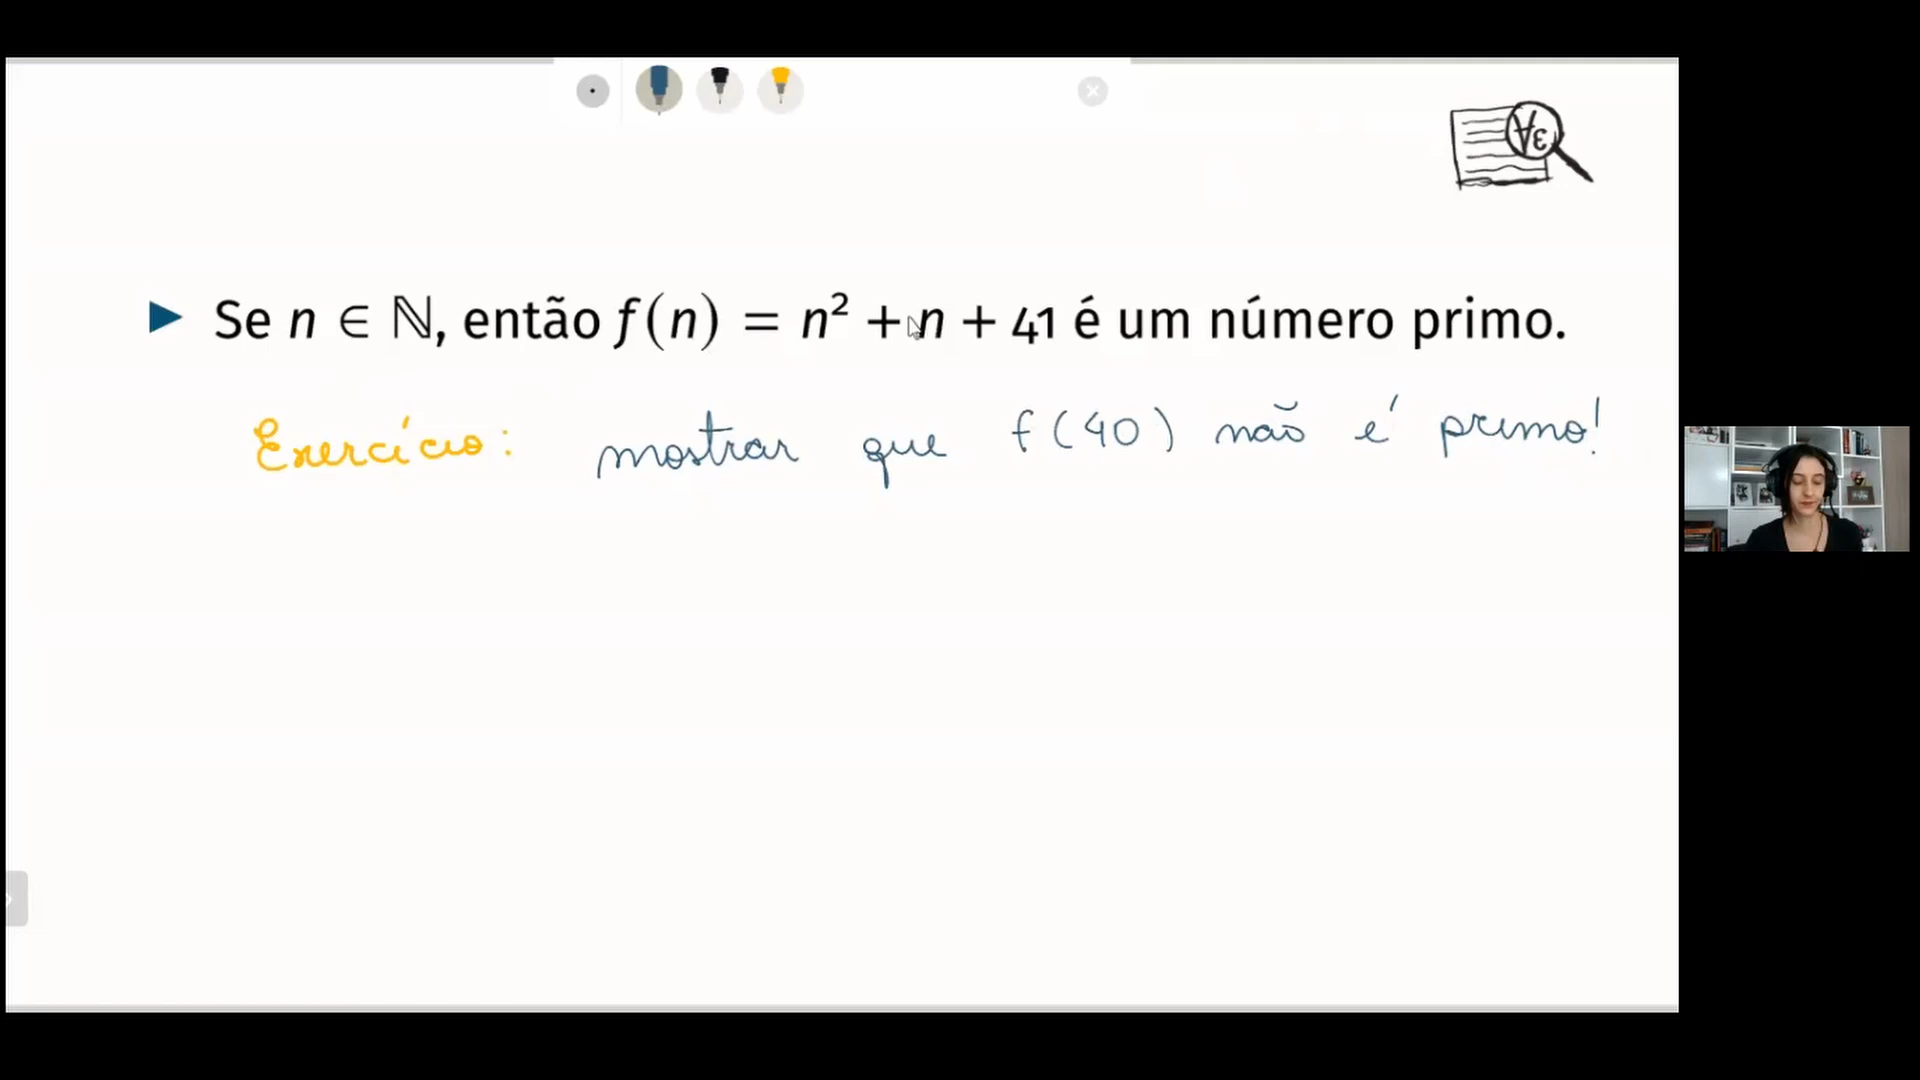 ∀∃
▶ Se n ∈ ℕ, então f(n) = n² + n + 41 é um número primo.
Exercício: mostrar que f(40) não é primo!